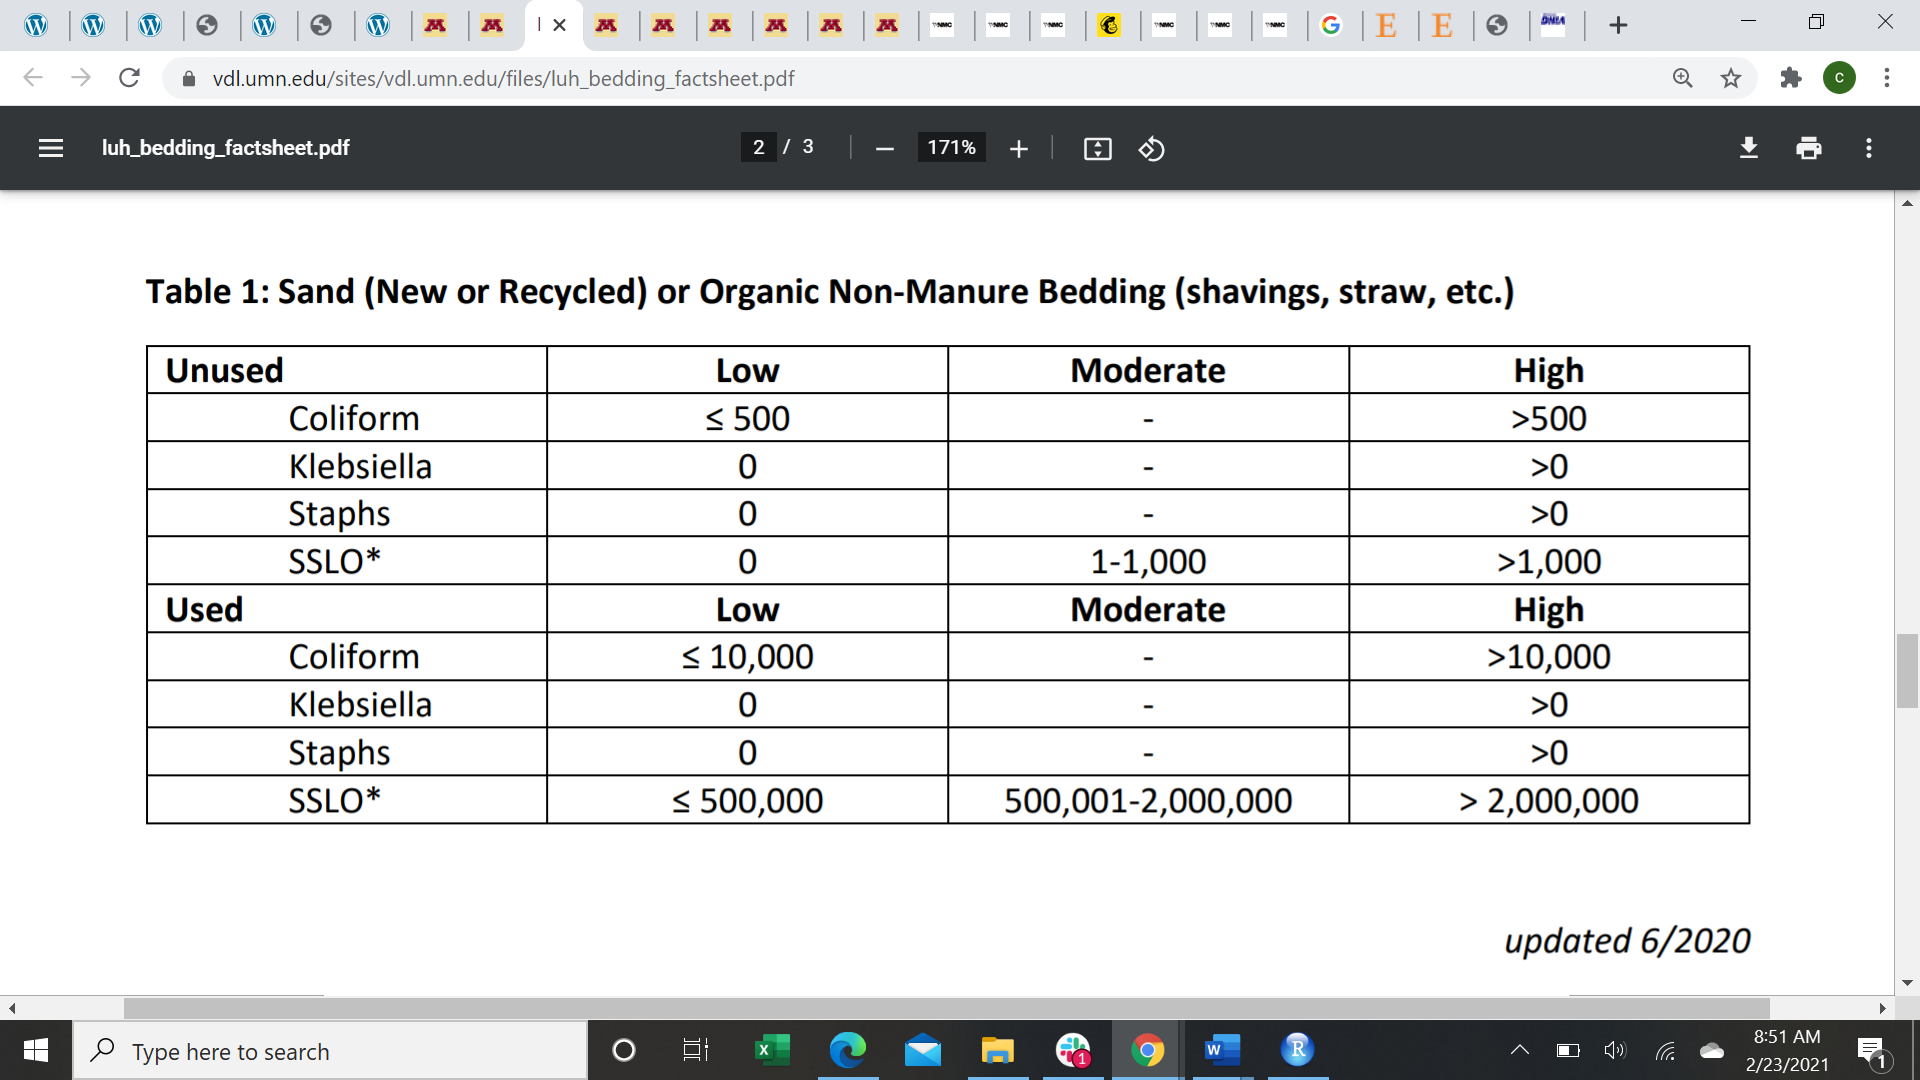 vdl.umn.edu/sites/vdl.umn.edu/files/luh_bedding_factsheet.pdf
C
luh_bedding_factsheet.pdf
2 / 3
171%
Table 1: Sand (New or Recycled) or Organic Non-Manure Bedding (shavings, straw, etc.)
Unused Low Moderate High
Coliform ≤ 500 - >500
Klebsiella 0 - >0
Staphs 0 - >0
SSLO* 0 1-1,000 >1,000
Used Low Moderate High
Coliform ≤ 10,000 - >10,000
Klebsiella 0 - >0
Staphs 0 - >0
SSLO* ≤ 500,000 500,001-2,000,000 > 2,000,000
updated 6/2020
Type here to search
8:51 AM
2/23/2021
1